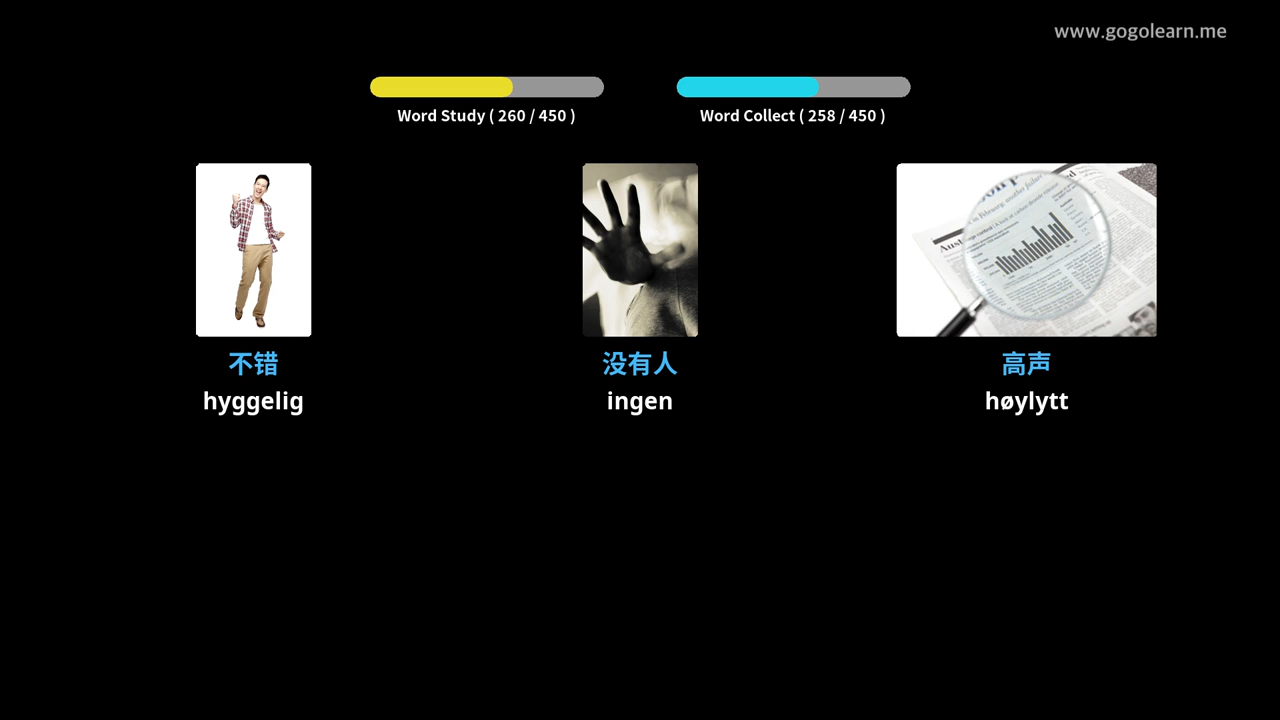 www.gogolearn.me
Word Study ( 260 / 450 )
Word Collect ( 258 / 450 )
不错
没有人
高声
hyggelig
ingen
høylytt